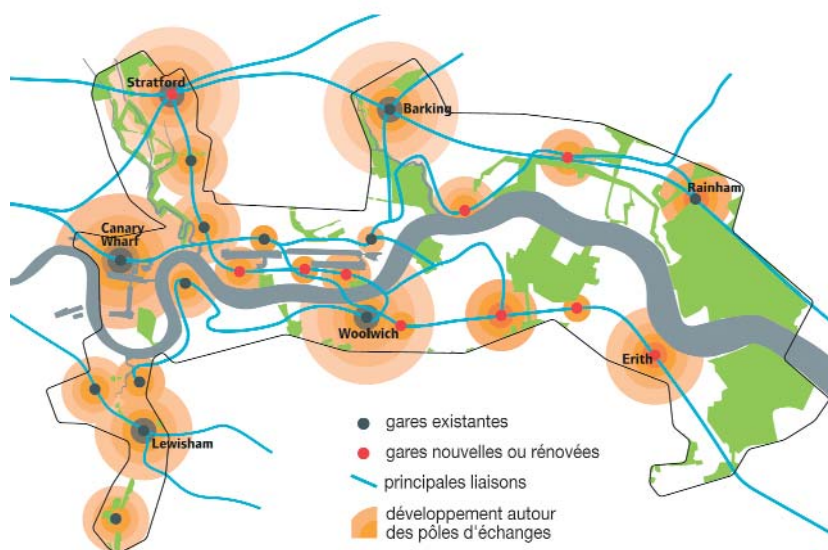 Stratford
Barking
Rainham
Canary
Wharf
Woolwich
Erith
Lewisham
gares existantes
gares nouvelles ou rénovées
principales liaisons
développement autour
des pôles d'échanges